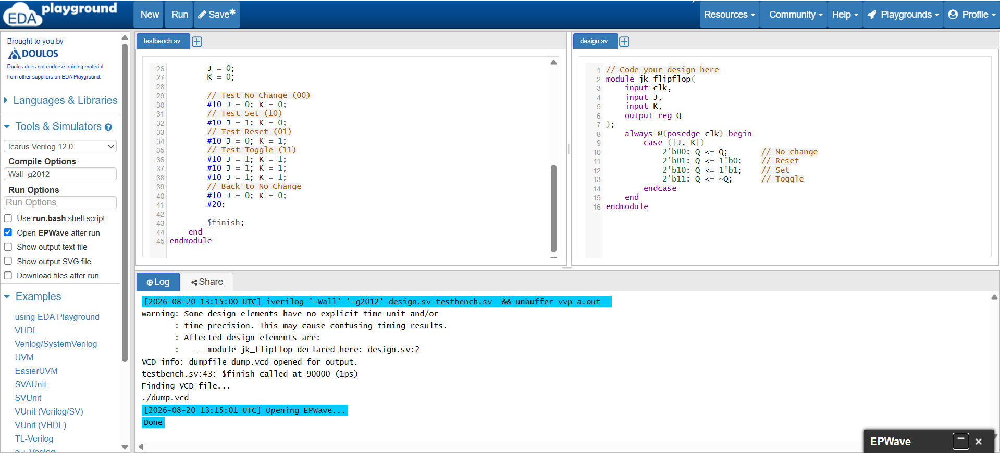 EDA playground
New
Run
Save*
Resources
Community
Help
Playgrounds
Profile
Brought to you by
DOULOS
Doulos does not endorse training material
from other suppliers on EDA Playground.
Languages & Libraries
Tools & Simulators
Icarus Verilog 12.0
Compile Options
-Wall -g2012
Run Options
Run Options
Use run.bash shell script
Open EPWave after run
Show output text file
Show output SVG file
Download files after run
Examples
using EDA Playground
VHDL
Verilog/SystemVerilog
UVM
EasierUVM
SVAUnit
SVUnit
VUnit (Verilog/SV)
VUnit (VHDL)
TL-Verilog
e + Verilog
testbench.sv
26 J = 0;
27 K = 0;
28
29 // Test No Change (00)
30 #10 J = 0; K = 0;
31 // Test Set (10)
32 #10 J = 1; K = 0;
33 // Test Reset (01)
34 #10 J = 0; K = 1;
35 // Test Toggle (11)
36 #10 J = 1; K = 1;
37 #10 J = 1; K = 1;
38 #10 J = 1; K = 1;
39 // Back to No Change
40 #10 J = 0; K = 0;
41 #20;
42
43 $finish;
44 end
45 endmodule
design.sv
1 // Code your design here
2 module jk_flipflop(
3 input clk,
4 input J,
5 input K,
6 output reg Q
7 );
8 always @(posedge clk) begin
9 case ({J, K})
10 2'b00: Q <= Q; // No change
11 2'b01: Q <= 1'b0; // Reset
12 2'b10: Q <= 1'b1; // Set
13 2'b11: Q <= ~Q; // Toggle
14 endcase
15 end
16 endmodule
Log
Share
[2026-08-20 13:15:00 UTC] iverilog '-Wall' '-g2012' design.sv testbench.sv && unbuffer vvp a.out
warning: Some design elements have no explicit time unit and/or
: time precision. This may cause confusing timing results.
: Affected design elements are:
: -- module jk_flipflop declared here: design.sv:2
VCD info: dumpfile dump.vcd opened for output.
testbench.sv:43: $finish called at 90000 (1ps)
Finding VCD file...
./dump.vcd
[2026-08-20 13:15:01 UTC] Opening EPWave...
Done
EPWave